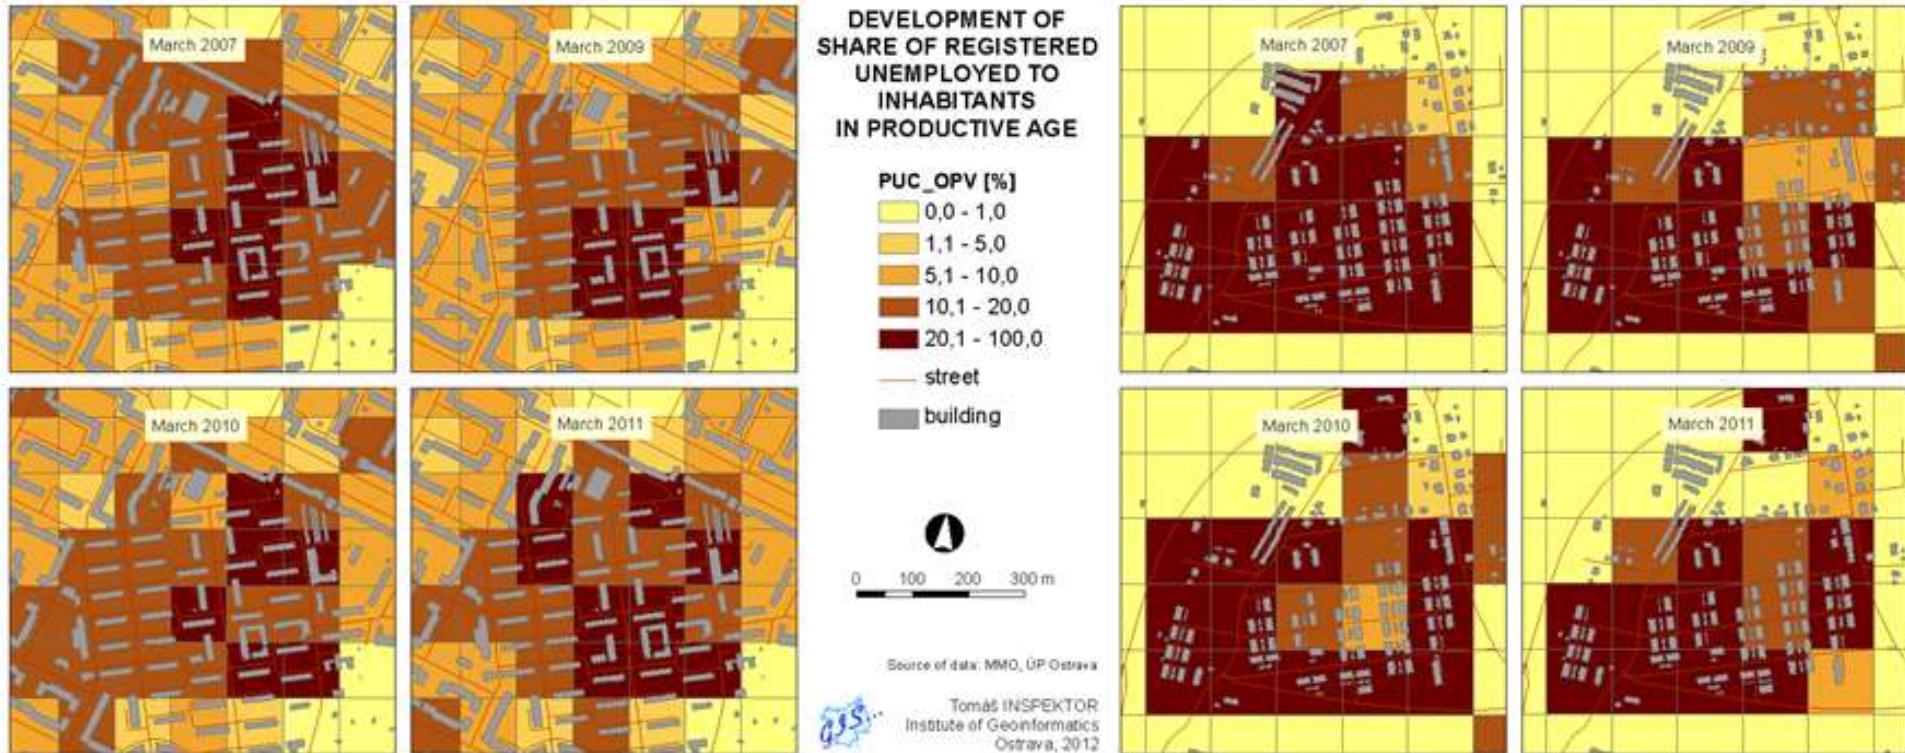 March 2007
March 2009
March 2010
March 2011
DEVELOPMENT OF
SHARE OF REGISTERED
UNEMPLOYED TO
INHABITANTS
IN PRODUCTIVE AGE
PUC_OPV [%]
0,0 - 1,0
1,1 - 5,0
5,1 - 10,0
10,1 - 20,0
20,1 - 100,0
street
building
0 100 200 300 m
Source of data: MMO, ÚP Ostrava
GIS...
Tomáš INSPEKTOR
Institute of Geoinformatics
Ostrava, 2012
March 2007
March 2009
March 2010
March 2011